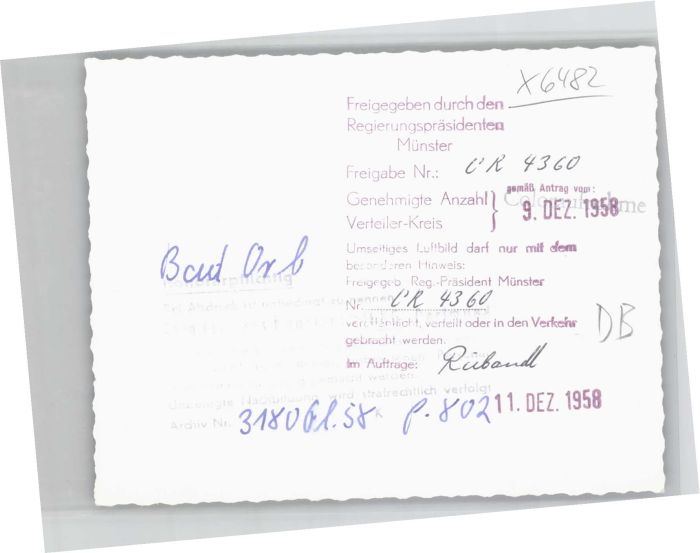 X6482
Freigegeben durch den
Regierungspräsidenten
Münster
Freigabe Nr.: CR 4360
Genehmigte Anzahl
Verteiler-Kreis
gemäß Antrag vom:
9. DEZ. 1958
Bad Orb
Umseitiges Luftbild darf nur mit dem
besonderen Hinweis:
Freigegeb. Reg.-Präsident Münster
Nr. CR 4360
veröffentlicht, verteilt oder in den Verkehr
gebracht werden.
DB
Im Auftrage:
werden
Nachbildung wird strafrechtlich verfolgt
Archiv Nr. 3180 58 K p. 802
11. DEZ. 1958